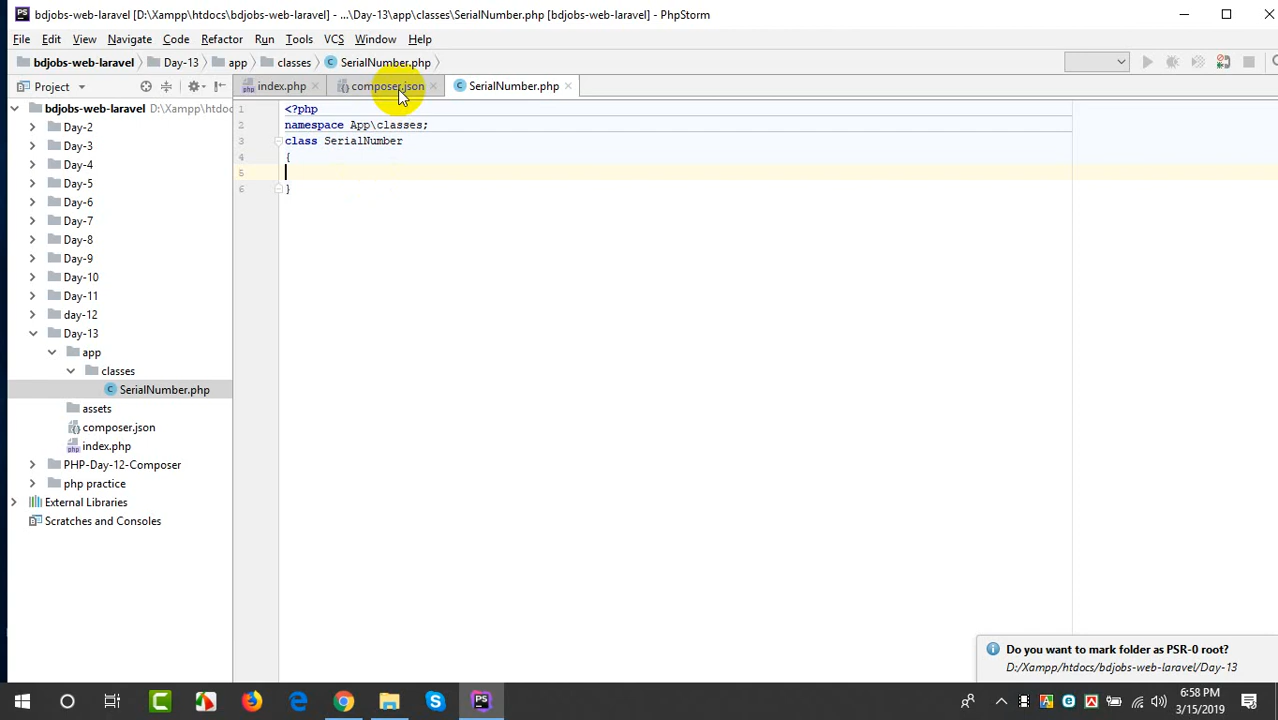 bdjobs-web-laravel [D:\Xampp\htdocs\bdjobs-web-laravel] - ...\Day-13\app\classes\SerialNumber.php [bdjobs-web-laravel] - PhpStorm
File Edit View Navigate Code Refactor Run Tools VCS Window Help
bdjobs-web-laravel Day-13 app classes SerialNumber.php
Project
index.php composer.json SerialNumber.php
bdjobs-web-laravel D:\Xampp\htdoc
Day-2
Day-3
Day-4
Day-5
Day-6
Day-7
Day-8
Day-9
Day-10
Day-11
day-12
Day-13
app
classes
SerialNumber.php
assets
composer.json
index.php
PHP-Day-12-Composer
php practice
External Libraries
Scratches and Consoles
1 <?php
2 namespace App\classes;
3 class SerialNumber
4 {
5
6 }
Do you want to mark folder as PSR-0 root?
D:/Xampp/htdocs/bdjobs-web-laravel/Day-13
6:58 PM
3/15/2019